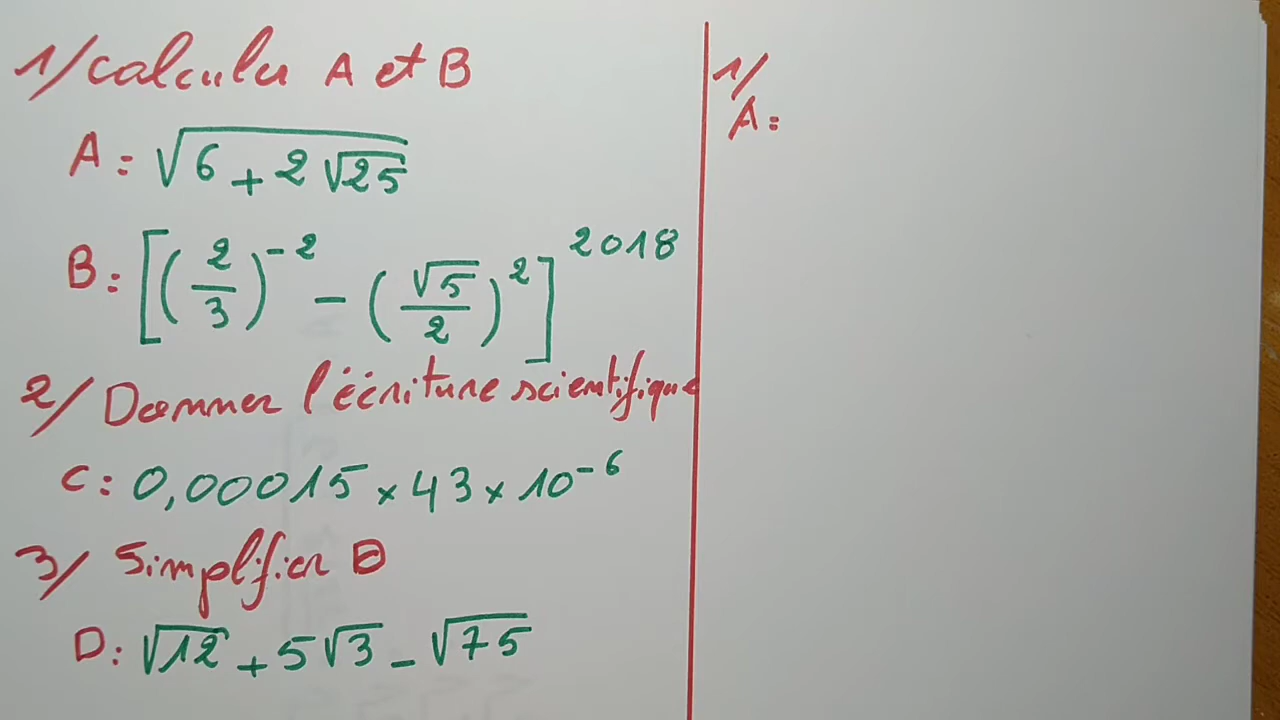 1/ calculer A et B
A = √(6 + 2√25)
B = [(2/3)^-2 - (√5/2)^2]^2018
2/ Donner l'éériture scientifique
C = 0,00015 × 43 × 10^-6
3/ Simplifier D
D = √12 + 5√3 - √75
1/
A =